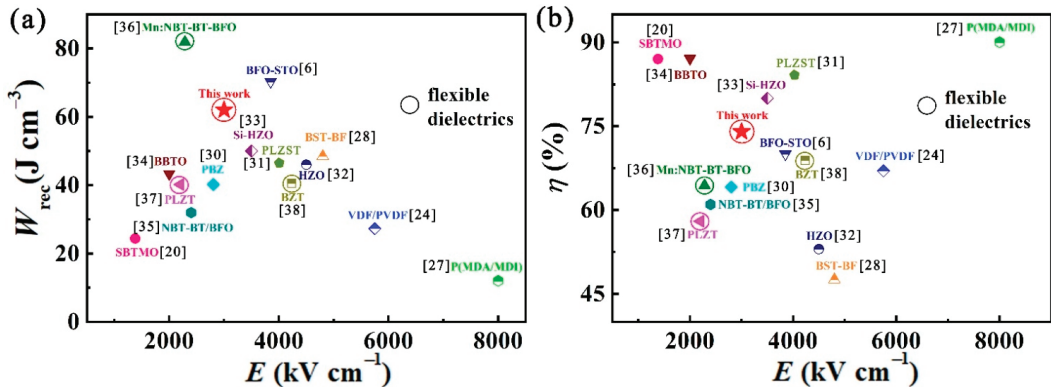 (a)
W_rec (J cm⁻³)
80
60
40
20
0
2000 4000 6000 8000
E (kV cm⁻¹)
[36]Mn:NBT-BT-BFO
BFO-STO[6]
flexible
dielectrics
This work
[33]
Si-HZO
BST-BF [28]
PLZST
[31]
HZO [32]
[34]BBTO
[30]
PBZ
BZT
[38]
[37]
PLZT
[35]
NBT-BT/BFO
VDF/PVDF [24]
SBTMO[20]
[27]P(MDA/MDI)
(b)
η (%)
90
75
60
45
2000 4000 6000 8000
E (kV cm⁻¹)
[27] P(MDA/MDI)
[20]
SBTMO
[34] BBTO
PLZST [31]
[33]
Si-HZO
flexible
dielectrics
This work
BFO-STO[6]
VDF/PVDF [24]
BZT
[38]
[36] Mn:NBT-BT-BFO
PBZ [30]
NBT-BT/BFO[35]
[37]PLZT
HZO [32]
BST-BF
[28]